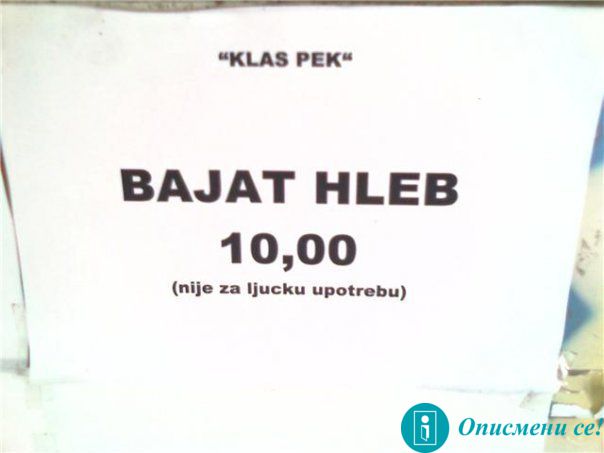 “KLAS PEK“
BAJAT HLEB
10,00
(nije za ljucku upotrebu)
Описмени се!